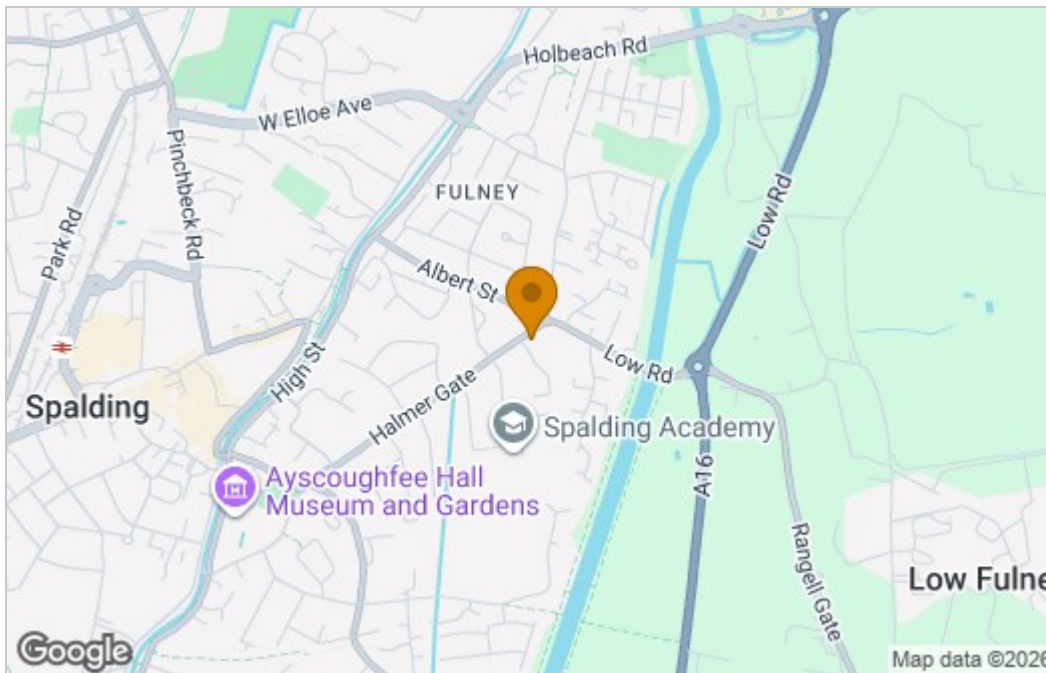 Holbeach Rd
W Elloe Ave
Pinchbeck Rd
Park Rd
FULNEY
Low Rd
Albert St
High St
Low Rd
Spalding
Halmer Gate
Spalding Academy
A16
Ayscoughfee Hall
Museum and Gardens
Rangell Gate
Low Fulne
Google
Map data ©2026